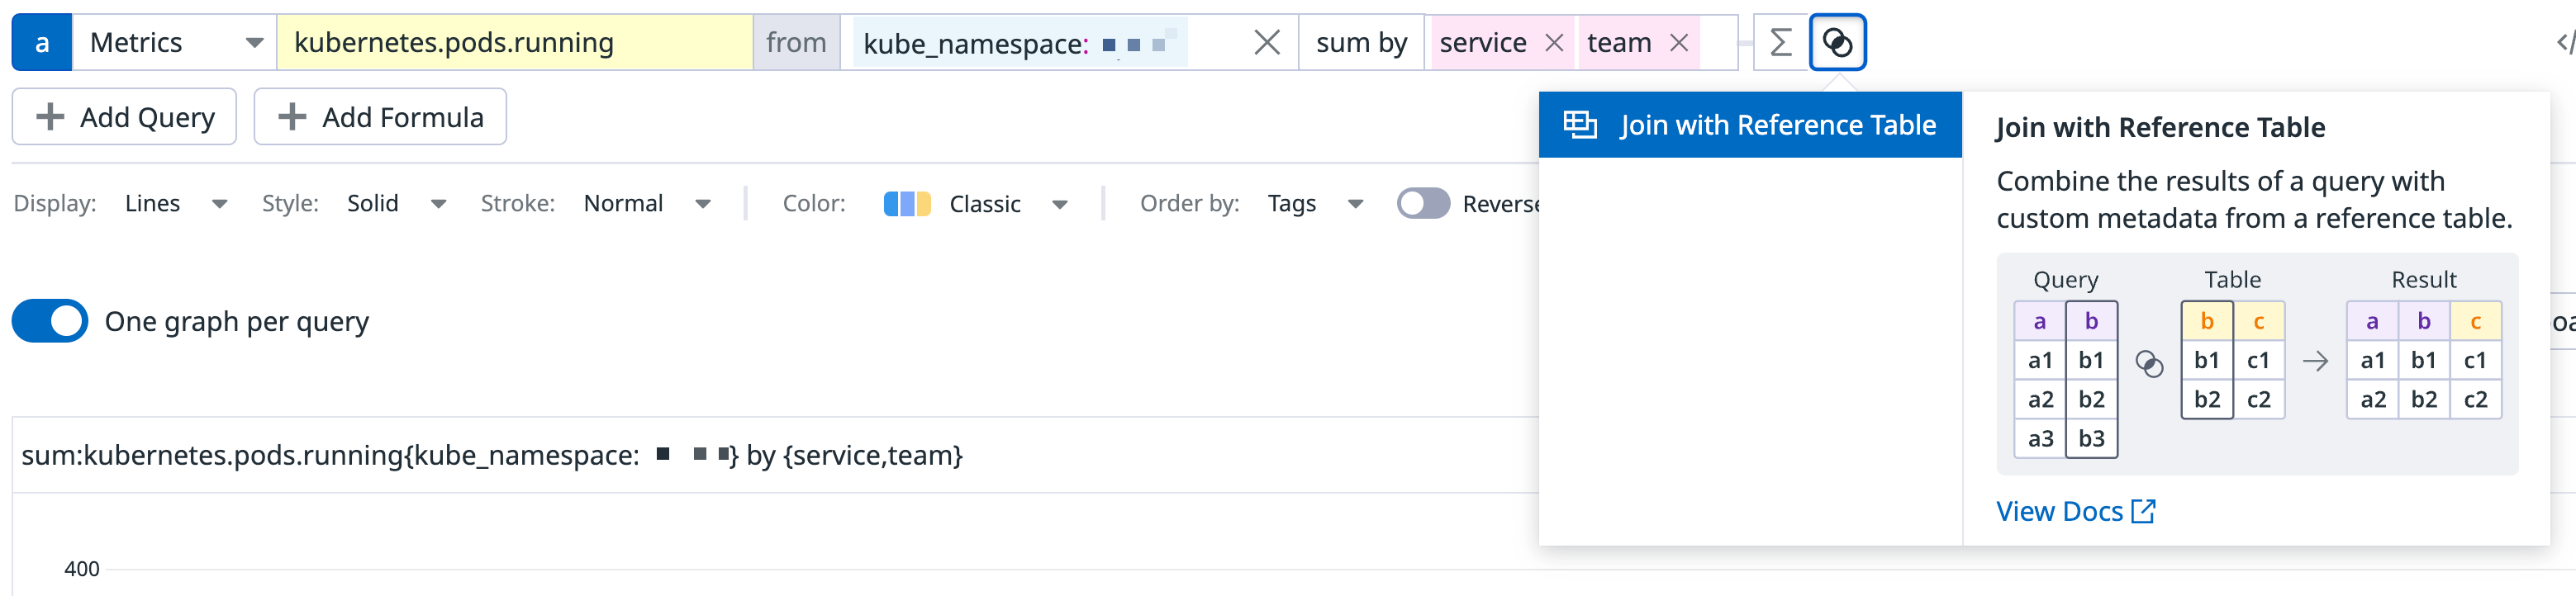 a Metrics kubernetes.pods.running from kube_namespace: sum by service team Σ </
Add Query Add Formula
Join with Reference Table
Join with Reference Table
Combine the results of a query with
custom metadata from a reference table.
Display: Lines Style: Solid Stroke: Normal Color: Classic Order by: Tags Reverse
Query Table Result
a b b c a b c
a1 b1 b1 c1 a1 b1 c1
a2 b2 b2 c2 a2 b2 c2
a3 b3
One graph per query
View Docs
sum:kubernetes.pods.running{kube_namespace: } by {service,team}
400